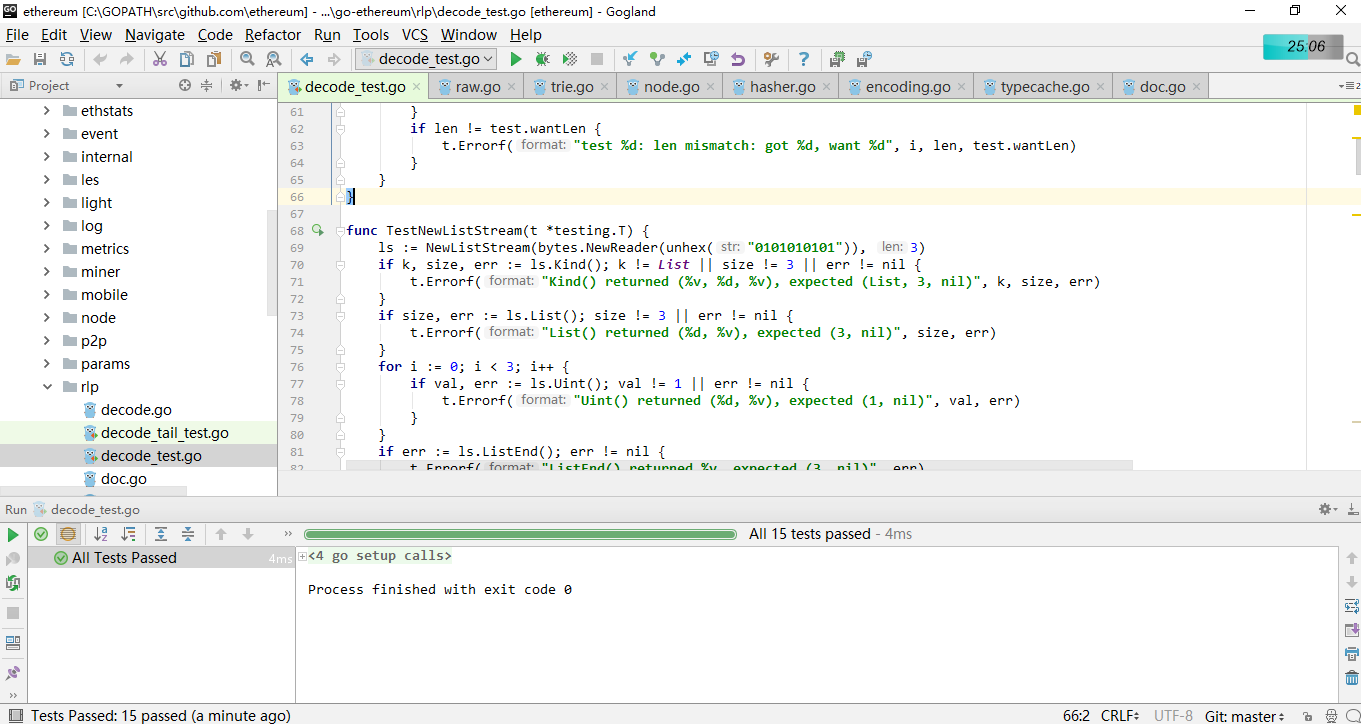 ethereum [C:\GOPATH\src\github.com\ethereum] - ...\go-ethereum\rlp\decode_test.go [ethereum] - Gogland
File Edit View Navigate Code Refactor Run Tools VCS Window Help
25.06
decode_test.go
Project
decode_test.go raw.go trie.go node.go hasher.go encoding.go typecache.go doc.go
ethstats
event
internal
les
light
log
metrics
miner
mobile
node
p2p
params
rlp
decode.go
decode_tail_test.go
decode_test.go
doc.go
61 }
62 if len != test.wantLen {
63 t.Errorf( format: "test %d: len mismatch: got %d, want %d", i, len, test.wantLen)
64 }
65 }
66 }
67
68 func TestNewListStream(t *testing.T) {
69 ls := NewListStream(bytes.NewReader(unhex( str: "0101010101")), len: 3)
70 if k, size, err := ls.Kind(); k != List || size != 3 || err != nil {
71 t.Errorf( format: "Kind() returned (%v, %d, %v), expected (List, 3, nil)", k, size, err)
72 }
73 if size, err := ls.List(); size != 3 || err != nil {
74 t.Errorf( format: "List() returned (%d, %v), expected (3, nil)", size, err)
75 }
76 for i := 0; i < 3; i++ {
77 if val, err := ls.Uint(); val != 1 || err != nil {
78 t.Errorf( format: "Uint() returned (%d, %v), expected (1, nil)", val, err)
79 }
80 }
81 if err := ls.ListEnd(); err != nil {
82 t.Errorf( format: "ListEnd() returned %v, expected (3, nil)", err)
Run decode_test.go
All 15 tests passed - 4ms
All Tests Passed 4ms
<4 go setup calls>
Process finished with exit code 0
Tests Passed: 15 passed (a minute ago)
66:2 CRLF UTF-8 Git: master